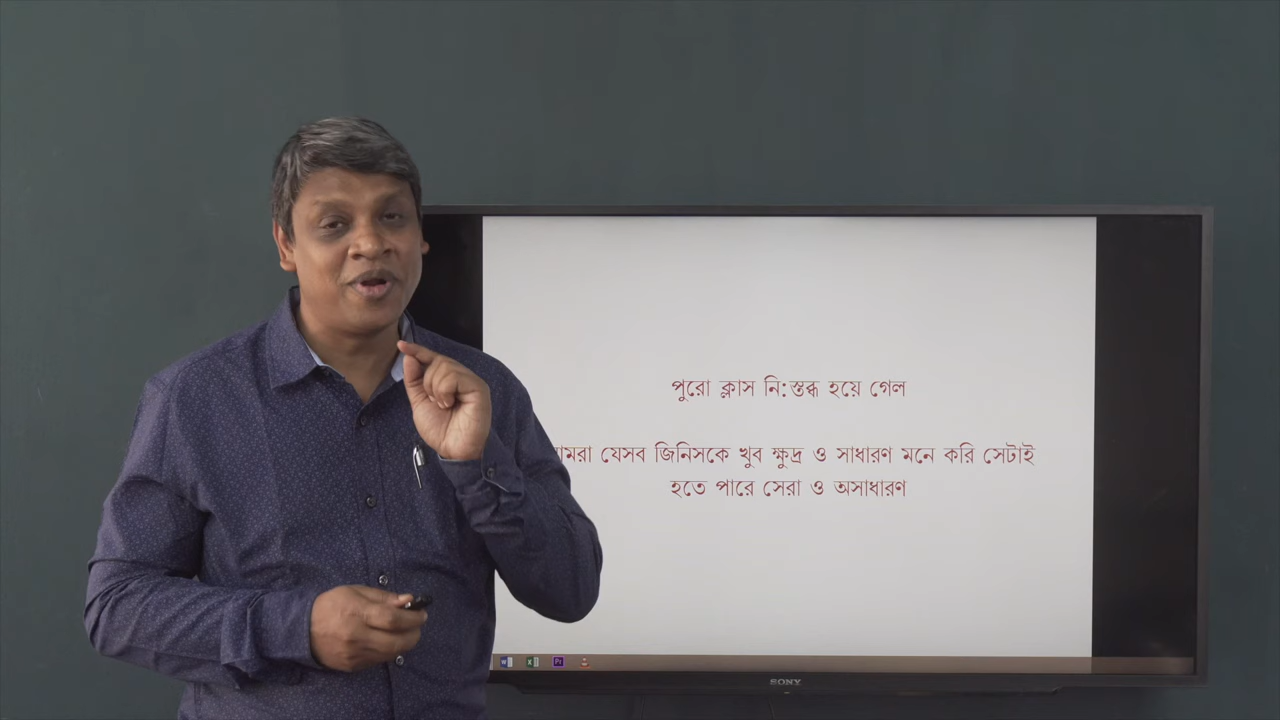 পুরো ক্লাস নি:স্তব্ধ হয়ে গেল
যেসব জিনিসকে খুব ক্ষুদ্র ও সাধারণ মনে করি সেটাই
হতে পারে সেরা ও অসাধারণ
SONY